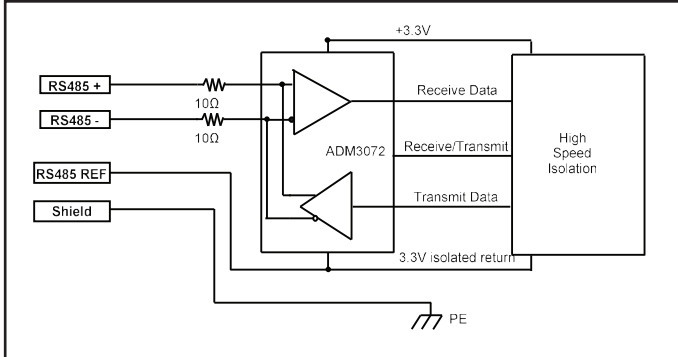 +3.3V
RS485 +
10Ω
Receive Data
RS485 -
10Ω
ADM3072
Receive/Transmit
High
Speed
Isolation
RS485 REF
Transmit Data
Shield
3.3V isolated return
PE